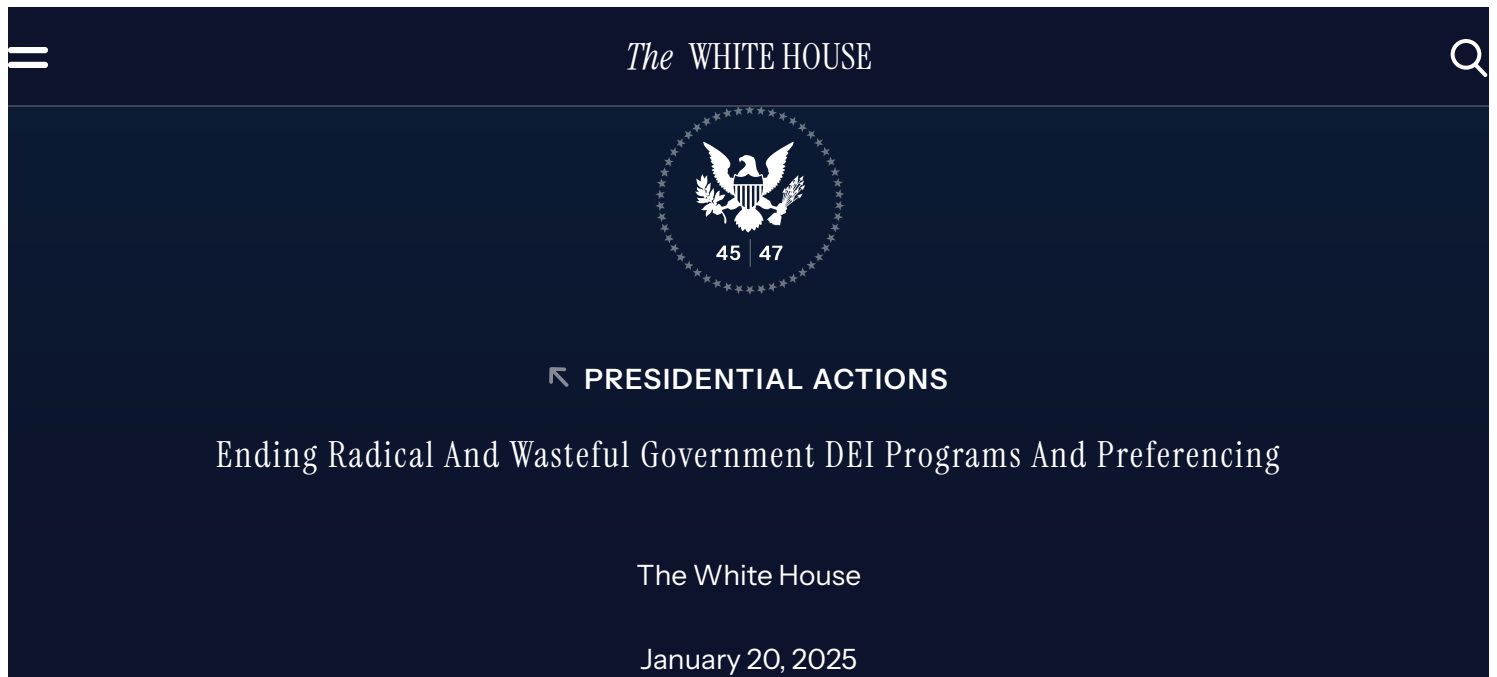 The WHITE HOUSE
45 | 47
PRESIDENTIAL ACTIONS
Ending Radical And Wasteful Government DEI Programs And Preferencing
The White House
January 20, 2025